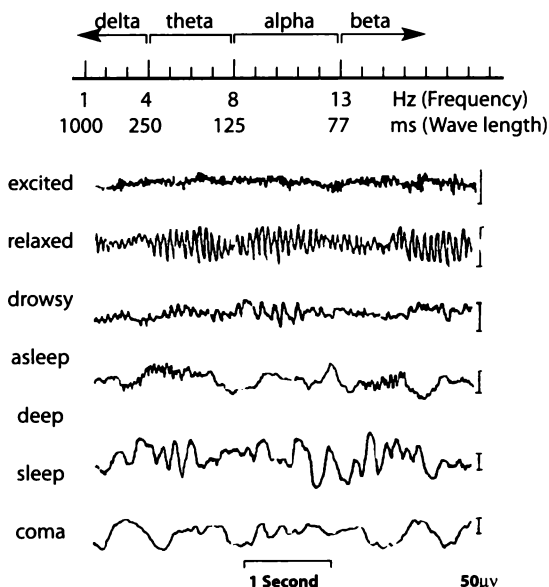 delta theta alpha beta
1 4 8 13 Hz (Frequency)
1000 250 125 77 ms (Wave length)
excited
relaxed
drowsy
asleep
deep
sleep
coma
1 Second 50μv